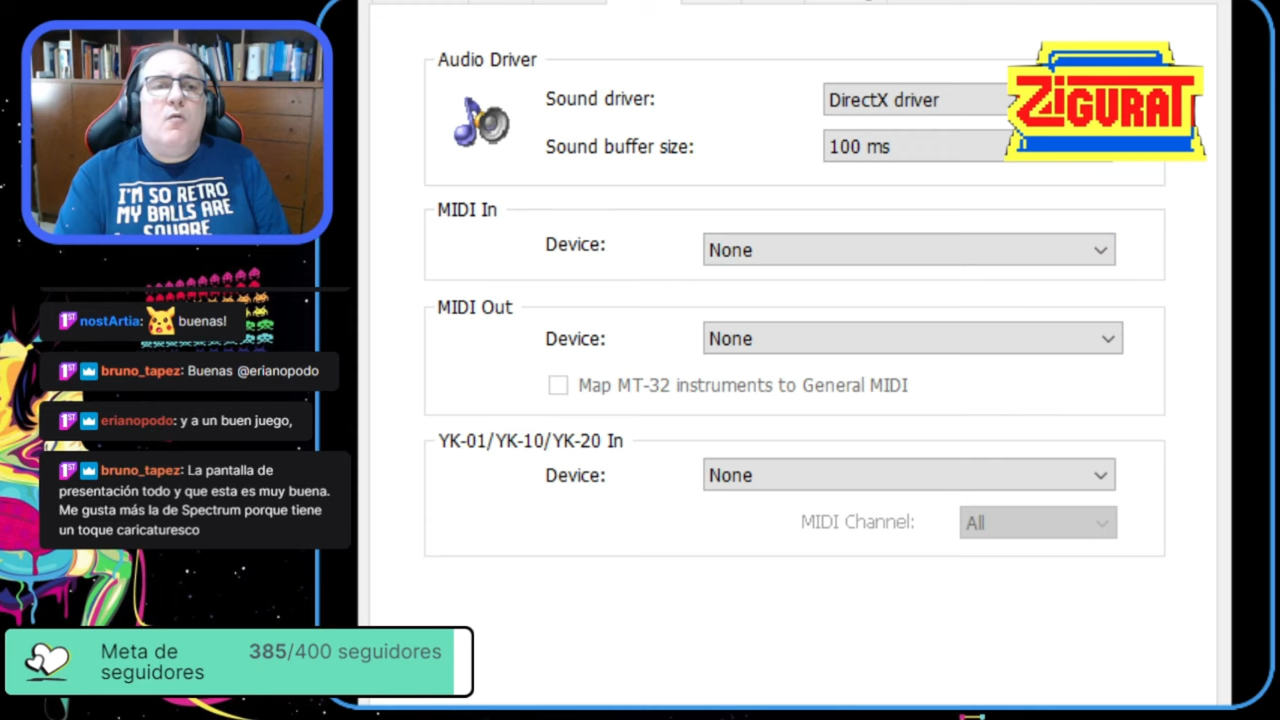 I'M SO RETRO
MY BALLS ARE
SQUARE
nostArtia: buenas!
bruno_tapez: Buenas @erianopodo
erianopodo: y a un buen juego,
bruno_tapez: La pantalla de
presentación todo y que esta es muy buena.
Me gusta más la de Spectrum porque tiene
un toque caricaturesco
Meta de
seguidores
385/400 seguidores
Audio Driver
Sound driver:
DirectX driver
Sound buffer size:
100 ms
ZIGURAT
MIDI In
Device:
None
MIDI Out
Device:
None
Map MT-32 instruments to General MIDI
YK-01/YK-10/YK-20 In
Device:
None
MIDI Channel:
All